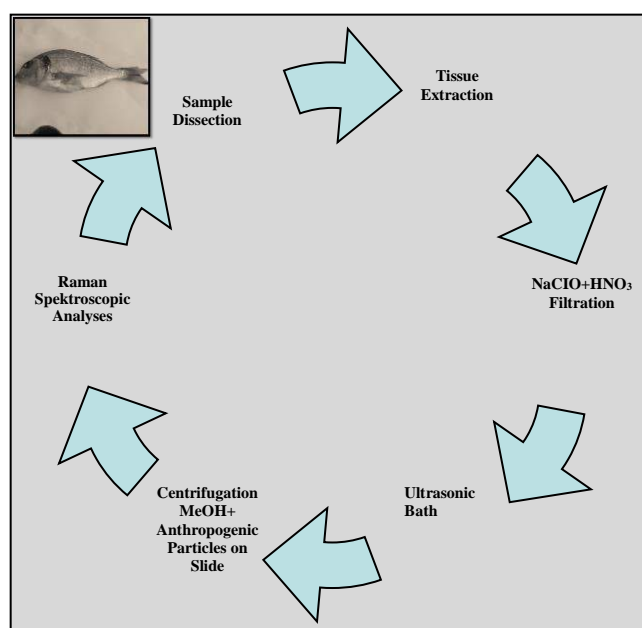 Sample
Dissection
Tissue
Extraction
NaClO+HNO₃
Filtration
Ultrasonic
Bath
Centrifugation
MeOH+
Anthropogenic
Particles on
Slide
Raman
Spektroscopic
Analyses